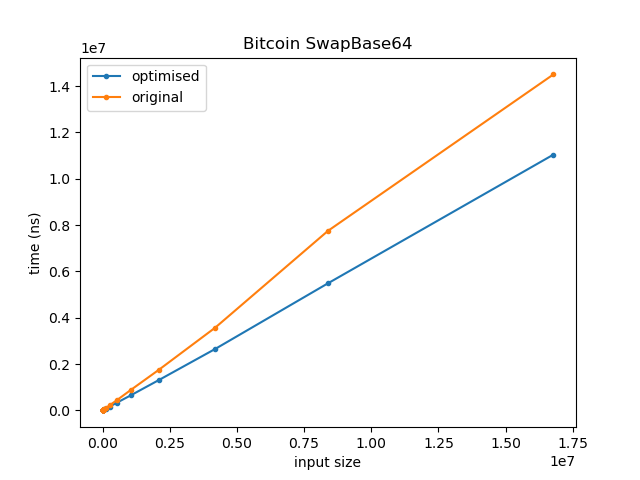 Bitcoin SwapBase64
1e7
optimised
original
1.4
1.2
1.0
0.8
0.6
0.4
0.2
0.0
time (ns)
0.00 0.25 0.50 0.75 1.00 1.25 1.50 1.75
input size
1e7